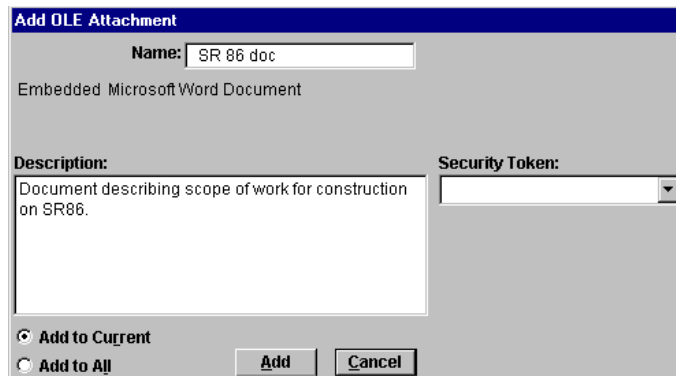 Add OLE Attachment
Name: SR 86 doc
Embedded Microsoft Word Document
Description:
Security Token:
Document describing scope of work for construction
on SR86.
Add to Current
Add to All
Add
Cancel